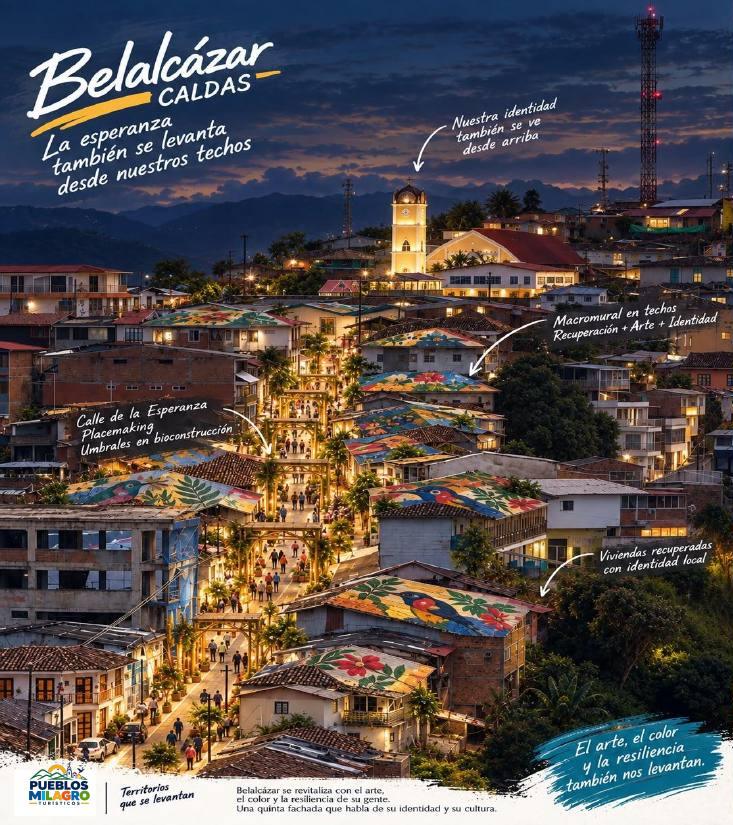 Belalcázar
CALDAS
La esperanza
también se levanta
desde nuestros techos
Nuestra identidad
también se ve
desde arriba
Macromural en techos
Recuperación + Arte + Identidad
Calle de la Esperanza
Placemaking
Umbrales en bioconstrucción
Viviendas recuperadas
con identidad local
El arte, el color
y la resiliencia
también nos levantan.
PUEBLOS
MILAGRO
TURÍSTICOS
Territorios
que se levantan
Belalcázar se revitaliza con el arte,
el color y la resiliencia de su gente.
Una quinta fachada que habla de su identidad y su cultura.